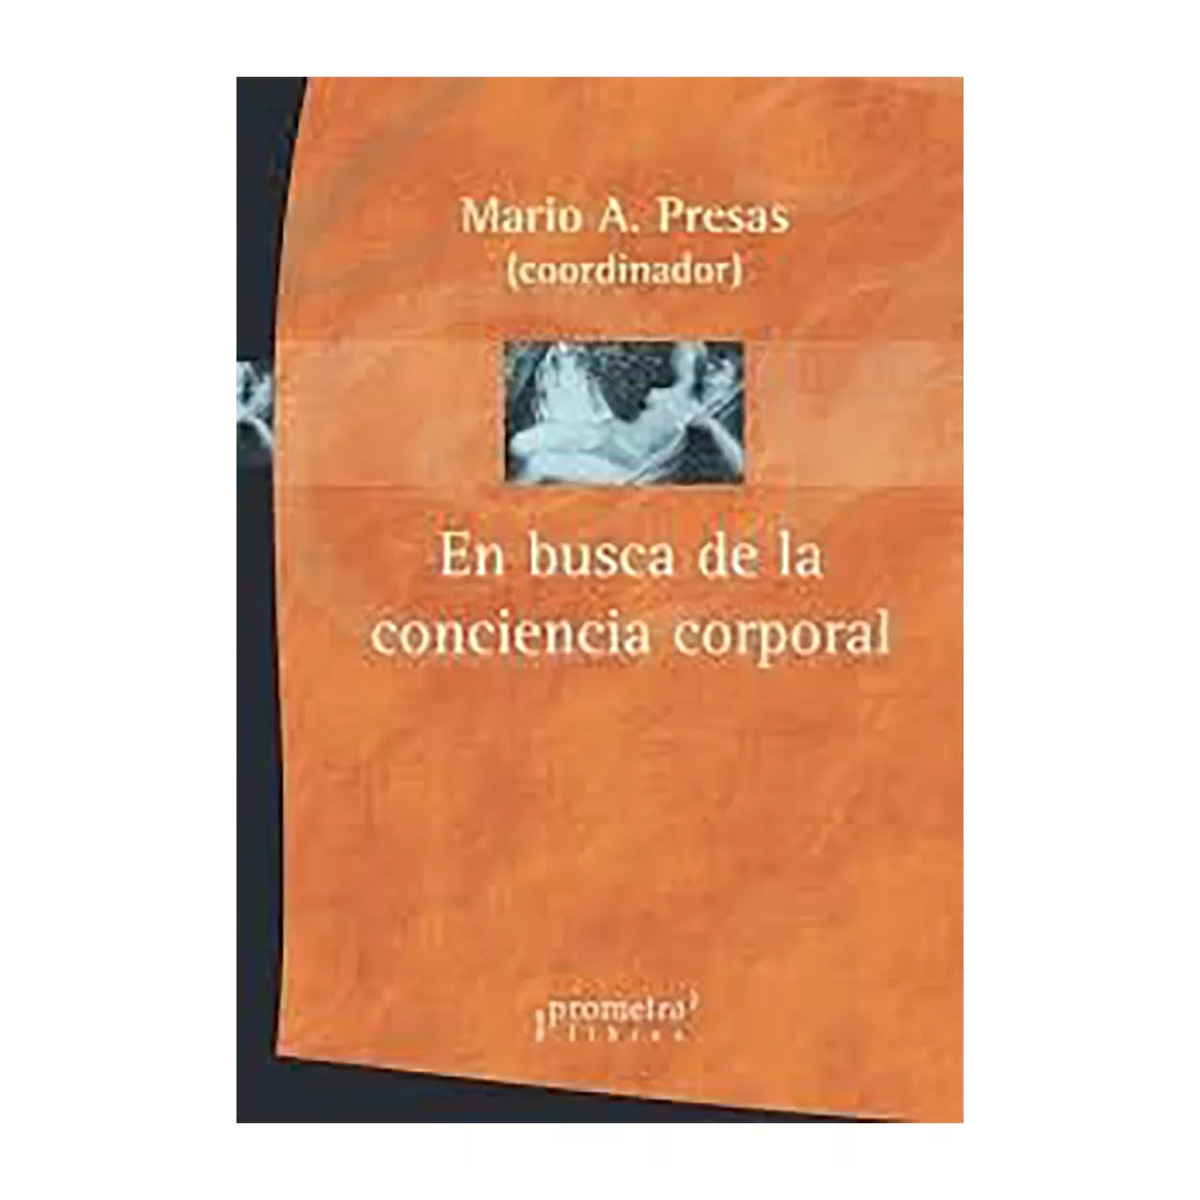 Mario A. Presas
(coordinador)
En busca de la
conciencia corporal
prometeo
libros